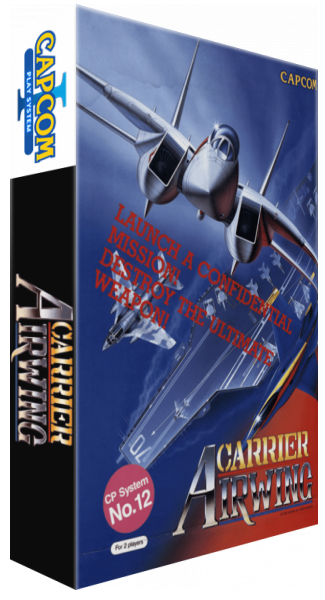 CAPCOM
PLAY SYSTEM
I
CARRIER
AIRWING
CAPCOM
LAUNCH A CONFIDENTIAL
MISSION!
DESTROY THE ULTIMATE
WEAPON!
CP System
No.12
For 2 players
CARRIER
AIRWING